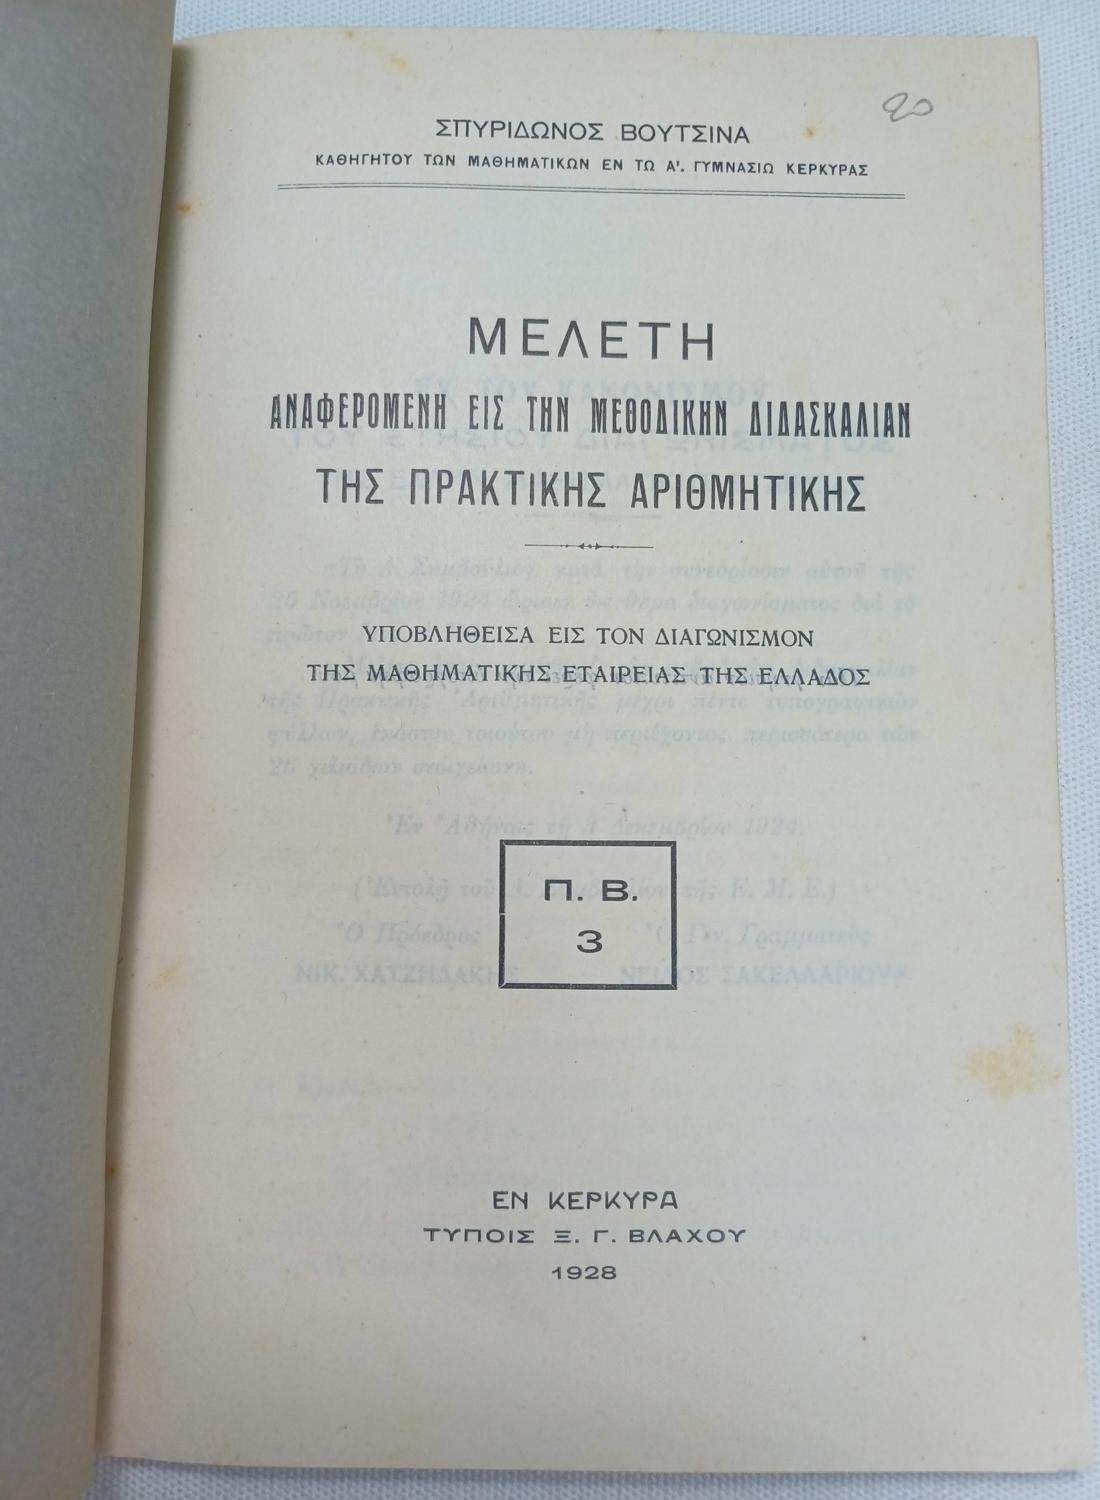 20
ΣΠΥΡΙΔΩΝΟΣ ΒΟΥΤΣΙΝΑ
ΚΑΘΗΓΗΤΟΥ ΤΩΝ ΜΑΘΗΜΑΤΙΚΩΝ ΕΝ ΤΩ Α'. ΓΥΜΝΑΣΙΩ ΚΕΡΚΥΡΑΣ
ΜΕΛΕΤΗ
ΑΝΑΦΕΡΟΜΕΝΗ ΕΙΣ ΤΗΝ ΜΕΘΟΔΙΚΗΝ ΔΙΔΑΣΚΑΛΙΑΝ
ΤΗΣ ΠΡΑΚΤΙΚΗΣ ΑΡΙΘΜΗΤΙΚΗΣ
ΥΠΟΒΛΗΘΕΙΣΑ ΕΙΣ ΤΟΝ ΔΙΑΓΩΝΙΣΜΟΝ
ΤΗΣ ΜΑΘΗΜΑΤΙΚΗΣ ΕΤΑΙΡΕΙΑΣ ΤΗΣ ΕΛΛΑΔΟΣ
Π. Β.
3
ΕΝ ΚΕΡΚΥΡΑ
ΤΥΠΟΙΣ Ξ. Γ. ΒΛΑΧΟΥ
1928